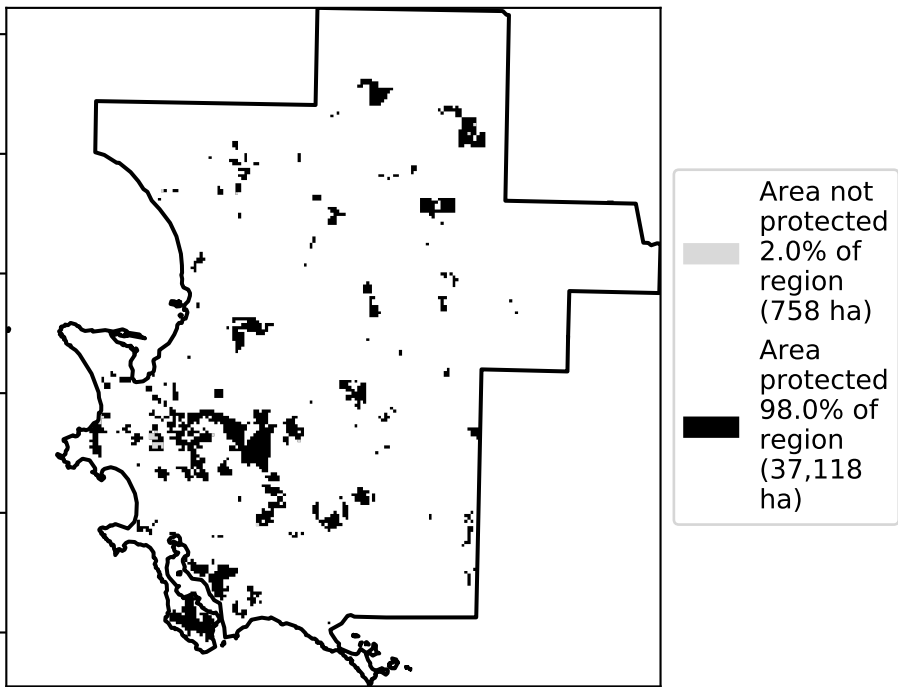 Area not
protected
2.0% of
region
(758 ha)
Area
protected
98.0% of
region
(37,118
ha)